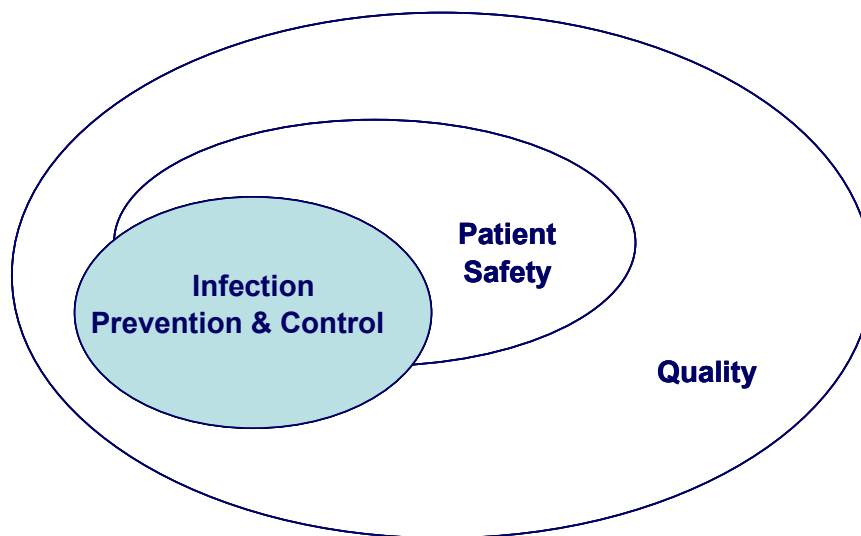 Patient
Safety
Infection
Prevention & Control
Quality